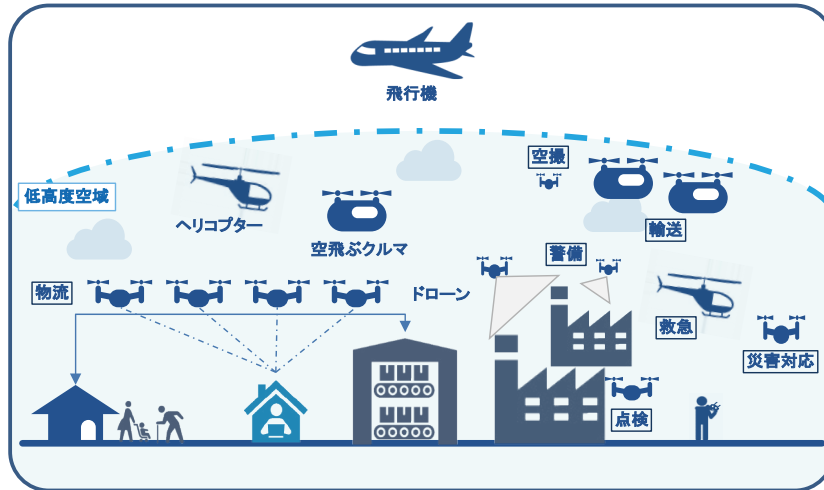 飛行機
空撮
低高度空域
ヘリコプター
輸送
空飛ぶクルマ
警備
物流
ドローン
救急
災害対応
点検